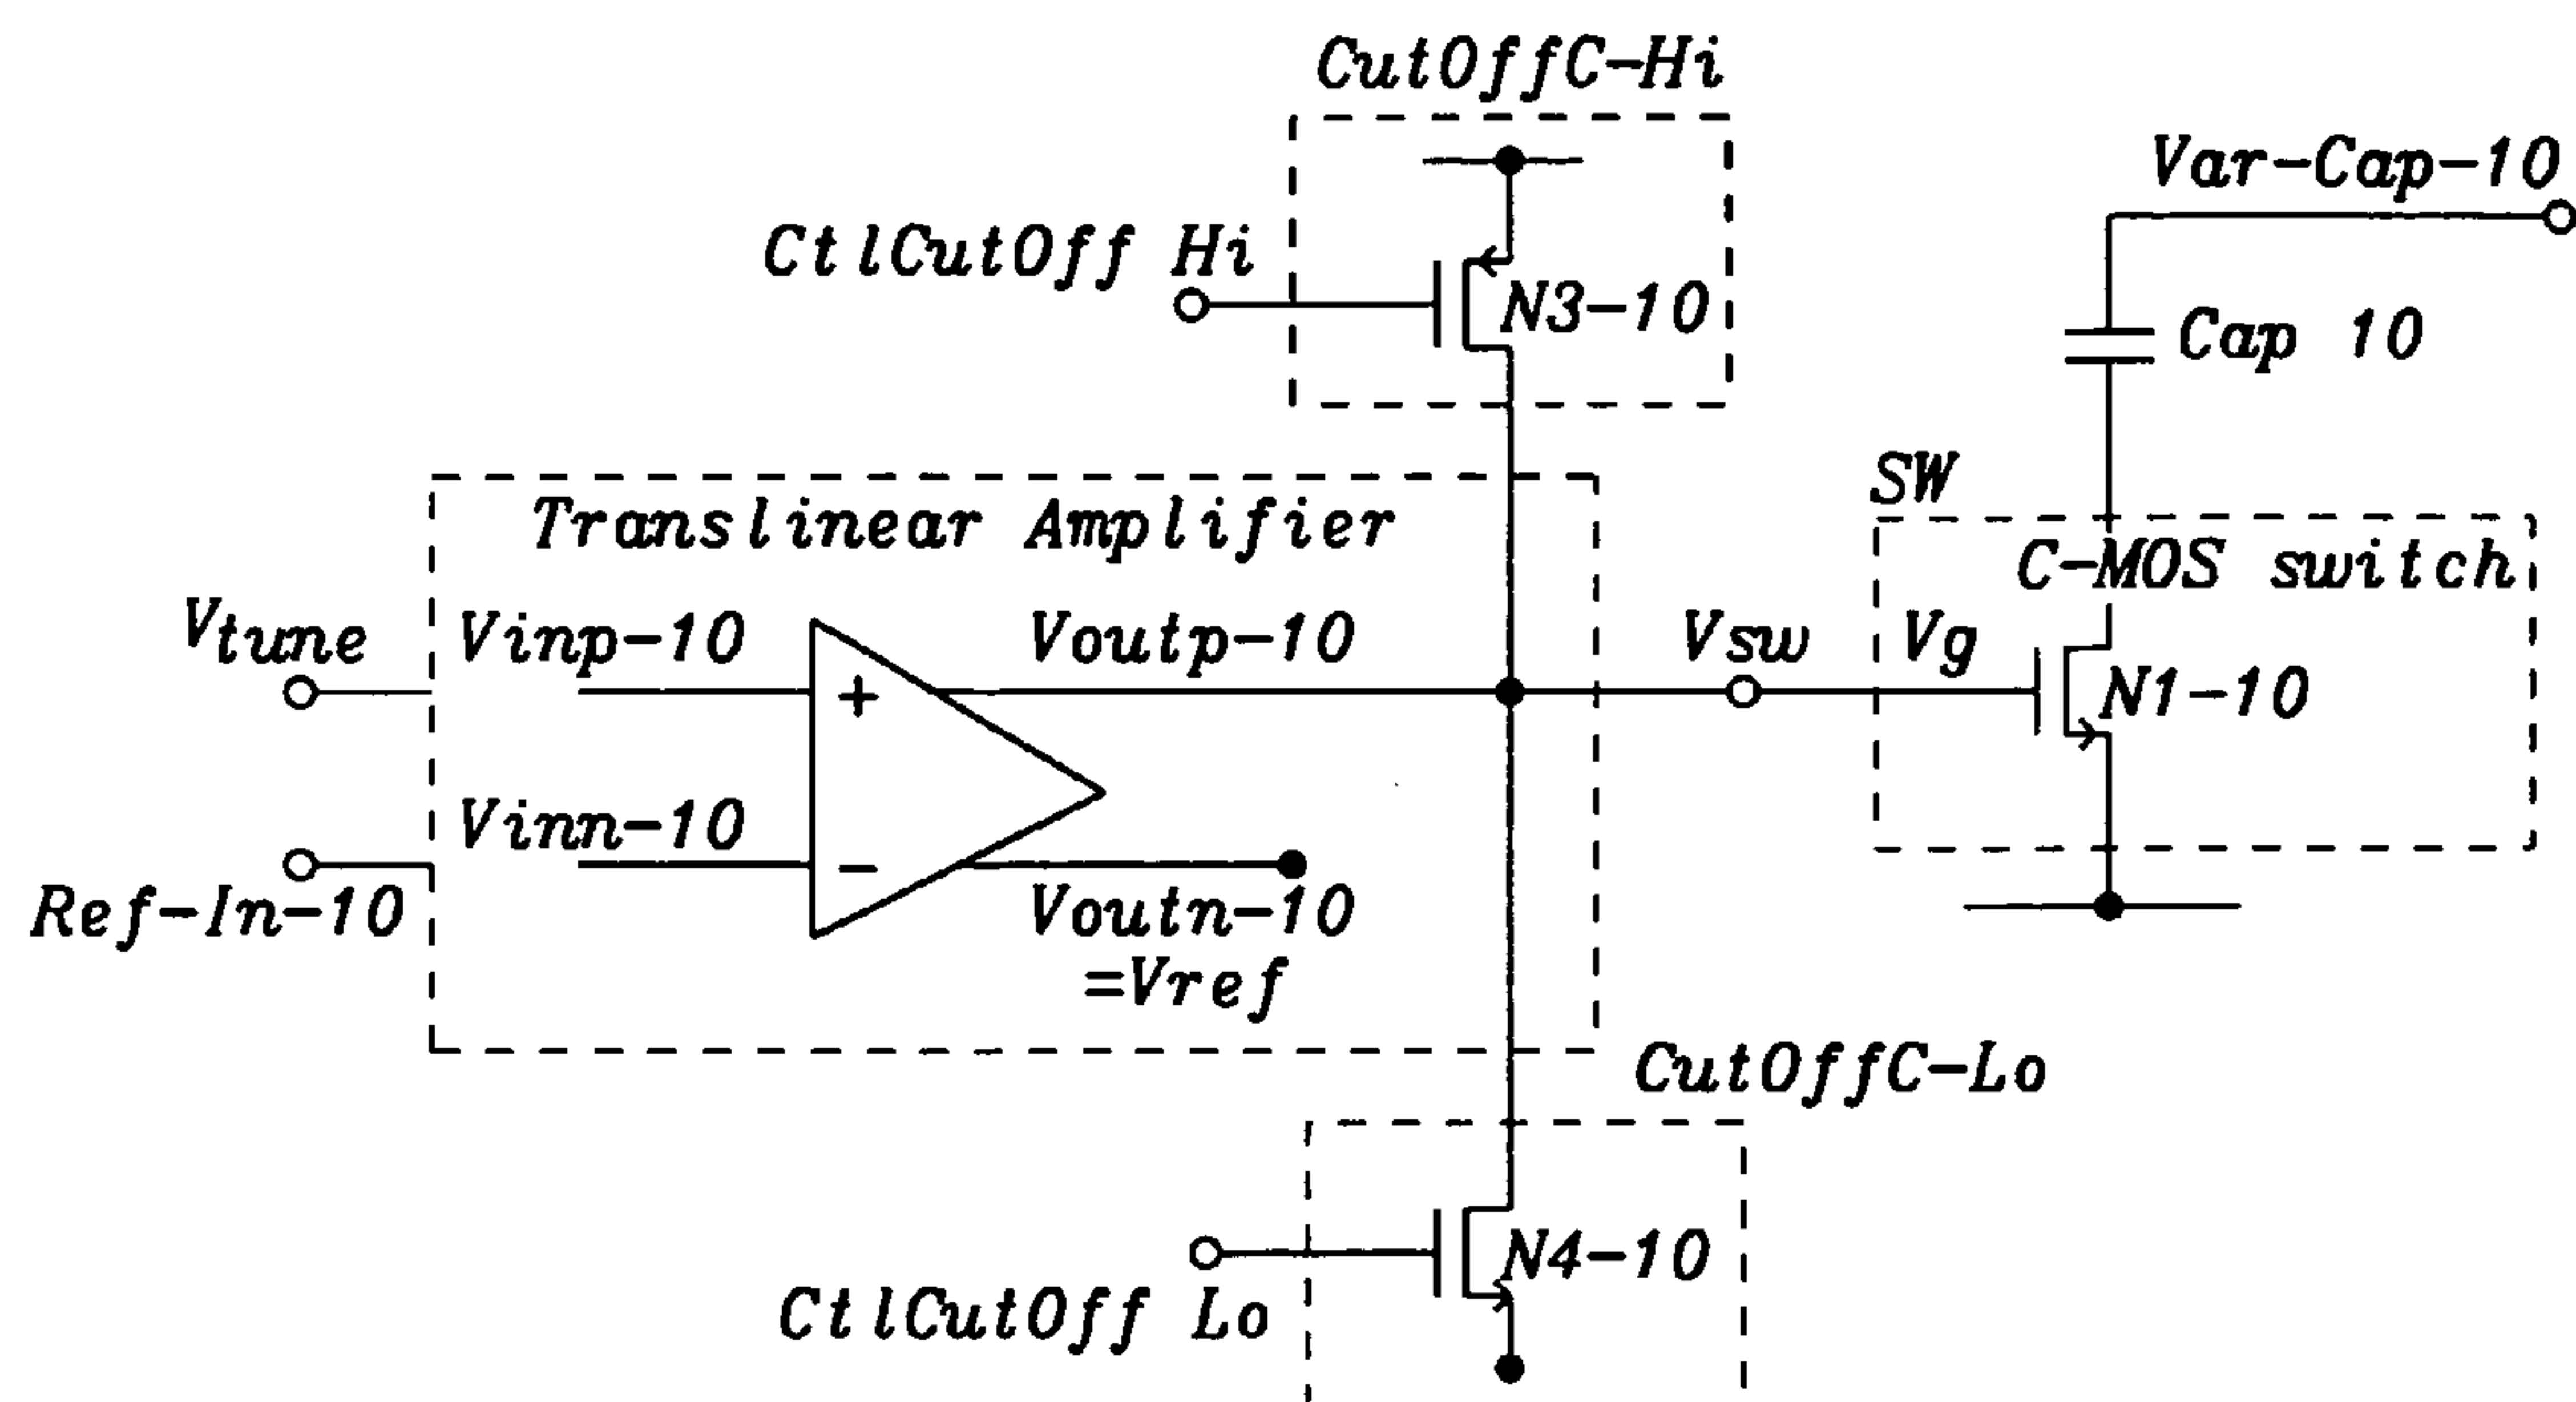 CutOffC-Hi
Var-Cap-10
CtlCutOff Hi
N3-10
Cap 10
SW
Translinear Amplifier
C-MOS switch
Vtune
Vinp-10
Voutp-10
Vsw
Vg
+
N1-10
Vinn-10
-
Ref-In-10
Voutn-10
=Vref
CutOffC-Lo
N4-10
CtlCutOff Lo